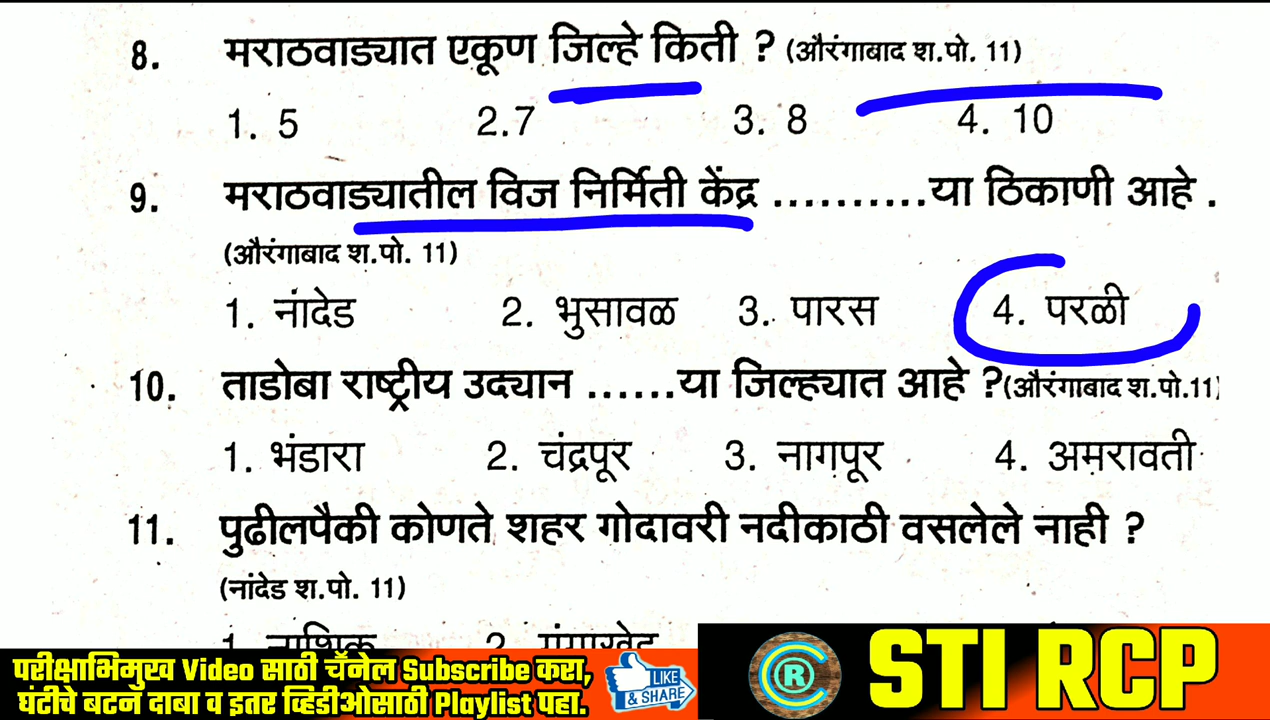 8. मराठवाड्यात एकूण जिल्हे किती ? (औरंगाबाद श.पो. 11)
1. 5 2.7 3. 8 4. 10
9. मराठवाड्यातील विज निर्मिती केंद्र ..........या ठिकाणी आहे .
(औरंगाबाद श.पो. 11)
1. नांदेड 2. भुसावळ 3. पारस 4. परळी
10. ताडोबा राष्ट्रीय उद्यान ......या जिल्ह्यात आहे ?(औरंगाबाद श.पो.11)
1. भंडारा 2. चंद्रपूर 3. नागपूर 4. अमरावती
11. पुढीलपैकी कोणते शहर गोदावरी नदीकाठी वसलेले नाही ?
(नांदेड श.पो. 11)
1. नाशिक 2. गंगाखेड
परीक्षाभिमुख Video साठी चॅनेल Subscribe करा,
घंटीचे बटन दाबा व इतर व्हिडीओसाठी Playlist पहा.
LIKE
& SHARE
R
STI RCP